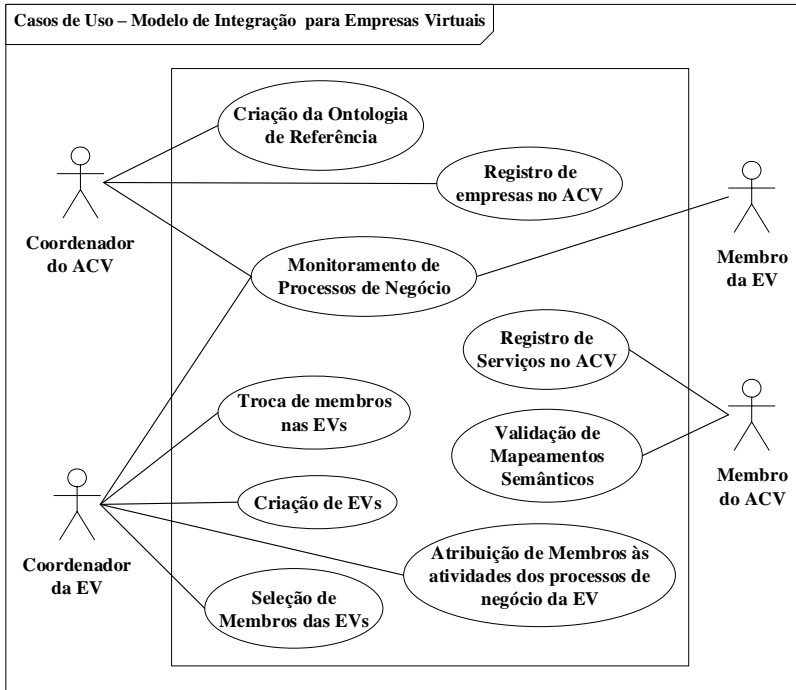 Casos de Uso – Modelo de Integração para Empresas Virtuais
Criação da Ontologia
de Referência
Registro de
empresas no ACV
Coordenador
do ACV
Membro
da EV
Monitoramento de
Processos de Negócio
Registro de
Serviços no ACV
Troca de membros
nas EVs
Validação de
Mapeamentos
Semânticos
Membro
do ACV
Criação de EVs
Coordenador
da EV
Atribuição de Membros às
atividades dos processos de
negócio da EV
Seleção de
Membros das EVs